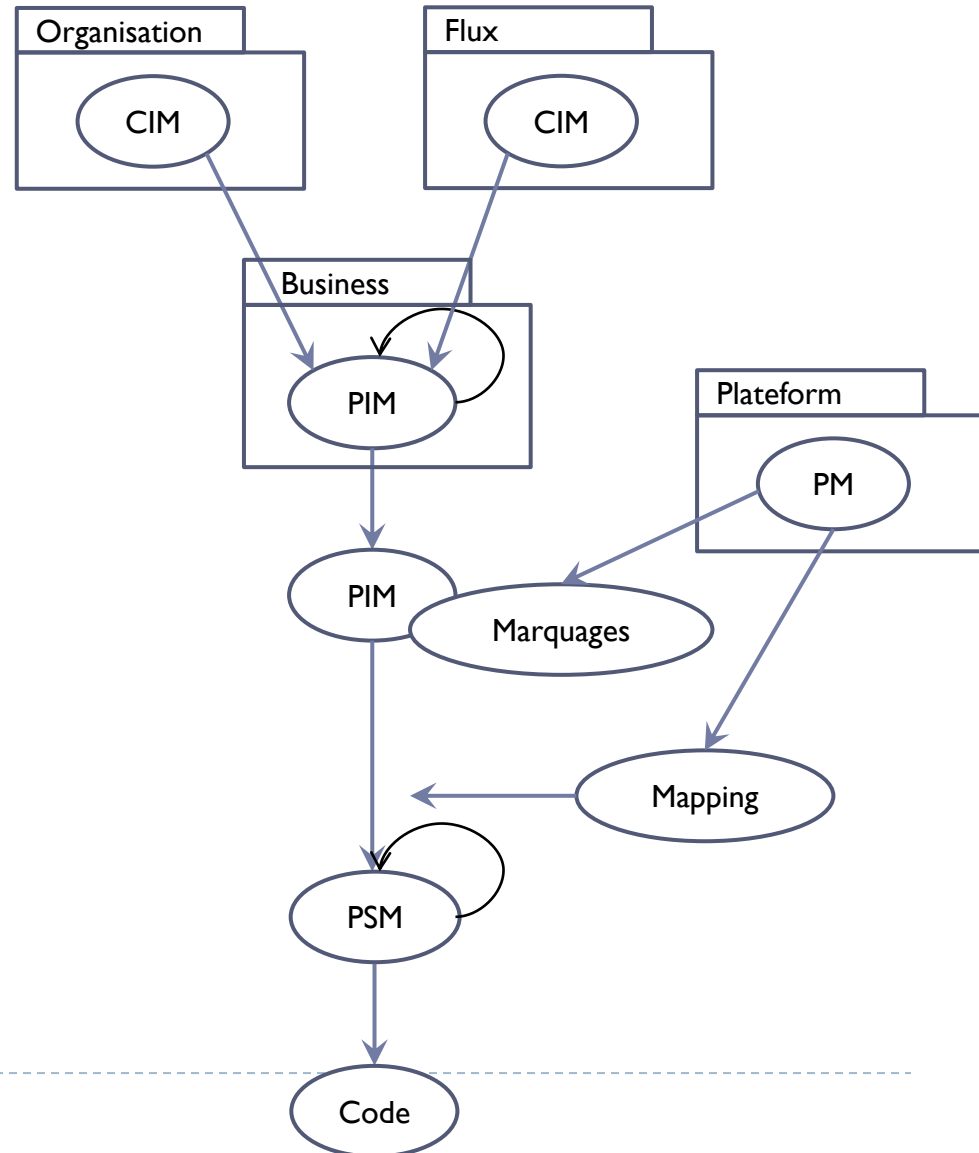 Organisation
Flux
CIM
CIM
Business
PIM
Plateform
PM
PIM
Marquages
Mapping
PSM
Code